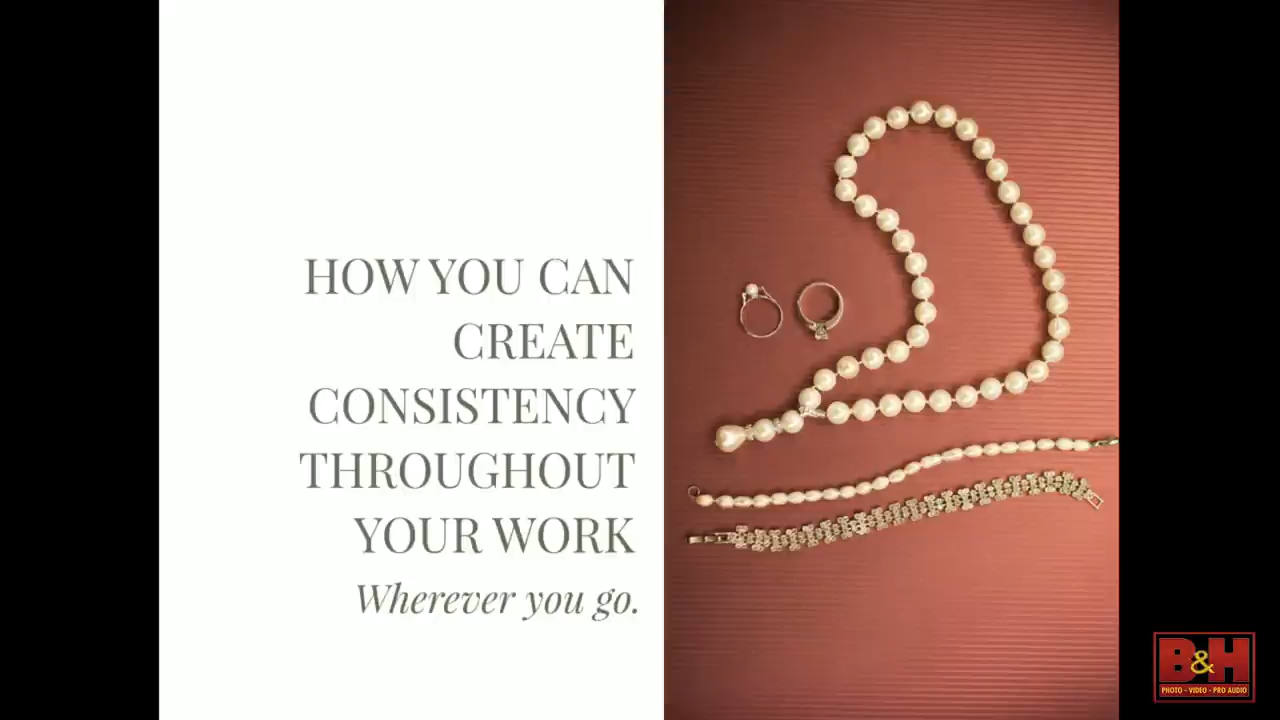 HOW YOU CAN
CREATE
CONSISTENCY
THROUGHOUT
YOUR WORK
Wherever you go.
B&H
PHOTO - VIDEO - PRO AUDIO